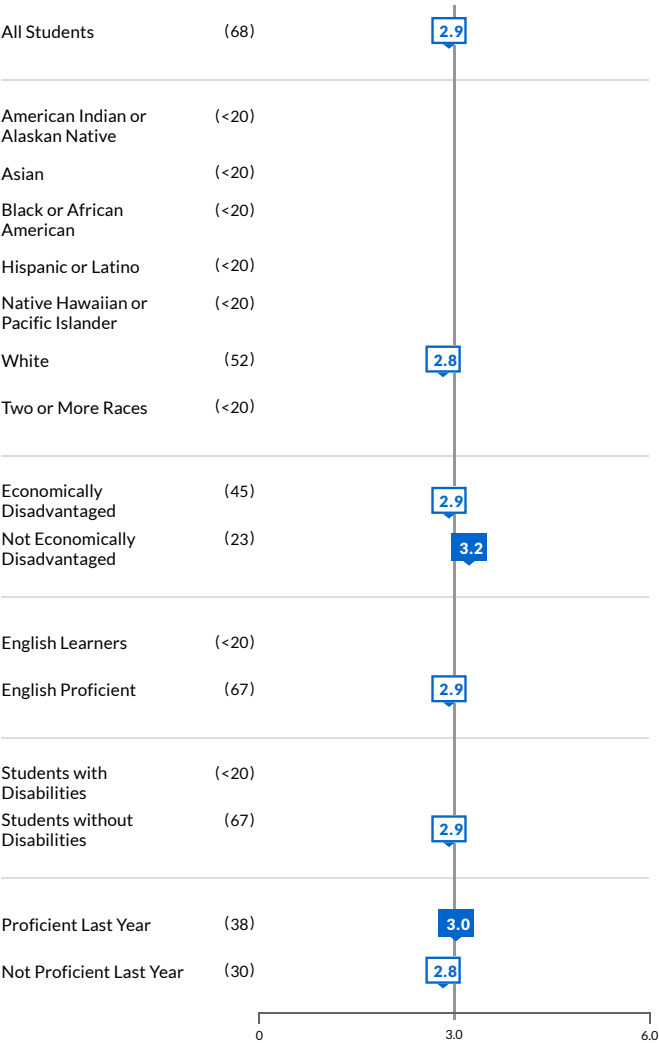 All Students (68) 2.9
American Indian or (<20)
Alaskan Native
Asian (<20)
Black or African (<20)
American
Hispanic or Latino (<20)
Native Hawaiian or (<20)
Pacific Islander
White (52) 2.8
Two or More Races (<20)
Economically (45) 2.9
Disadvantaged
Not Economically (23) 3.2
Disadvantaged
English Learners (<20)
English Proficient (67) 2.9
Students with (<20)
Disabilities
Students without (67) 2.9
Disabilities
Proficient Last Year (38) 3.0
Not Proficient Last Year (30) 2.8
0 3.0 6.0